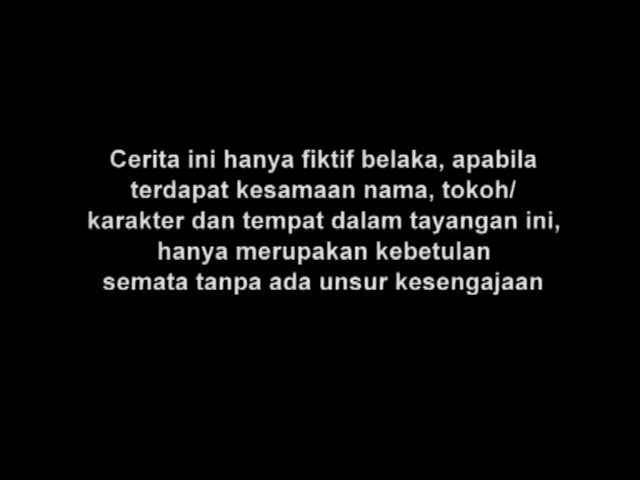 Cerita ini hanya fiktif belaka, apabila
terdapat kesamaan nama, tokoh/
karakter dan tempat dalam tayangan ini,
hanya merupakan kebetulan
semata tanpa ada unsur kesengajaan